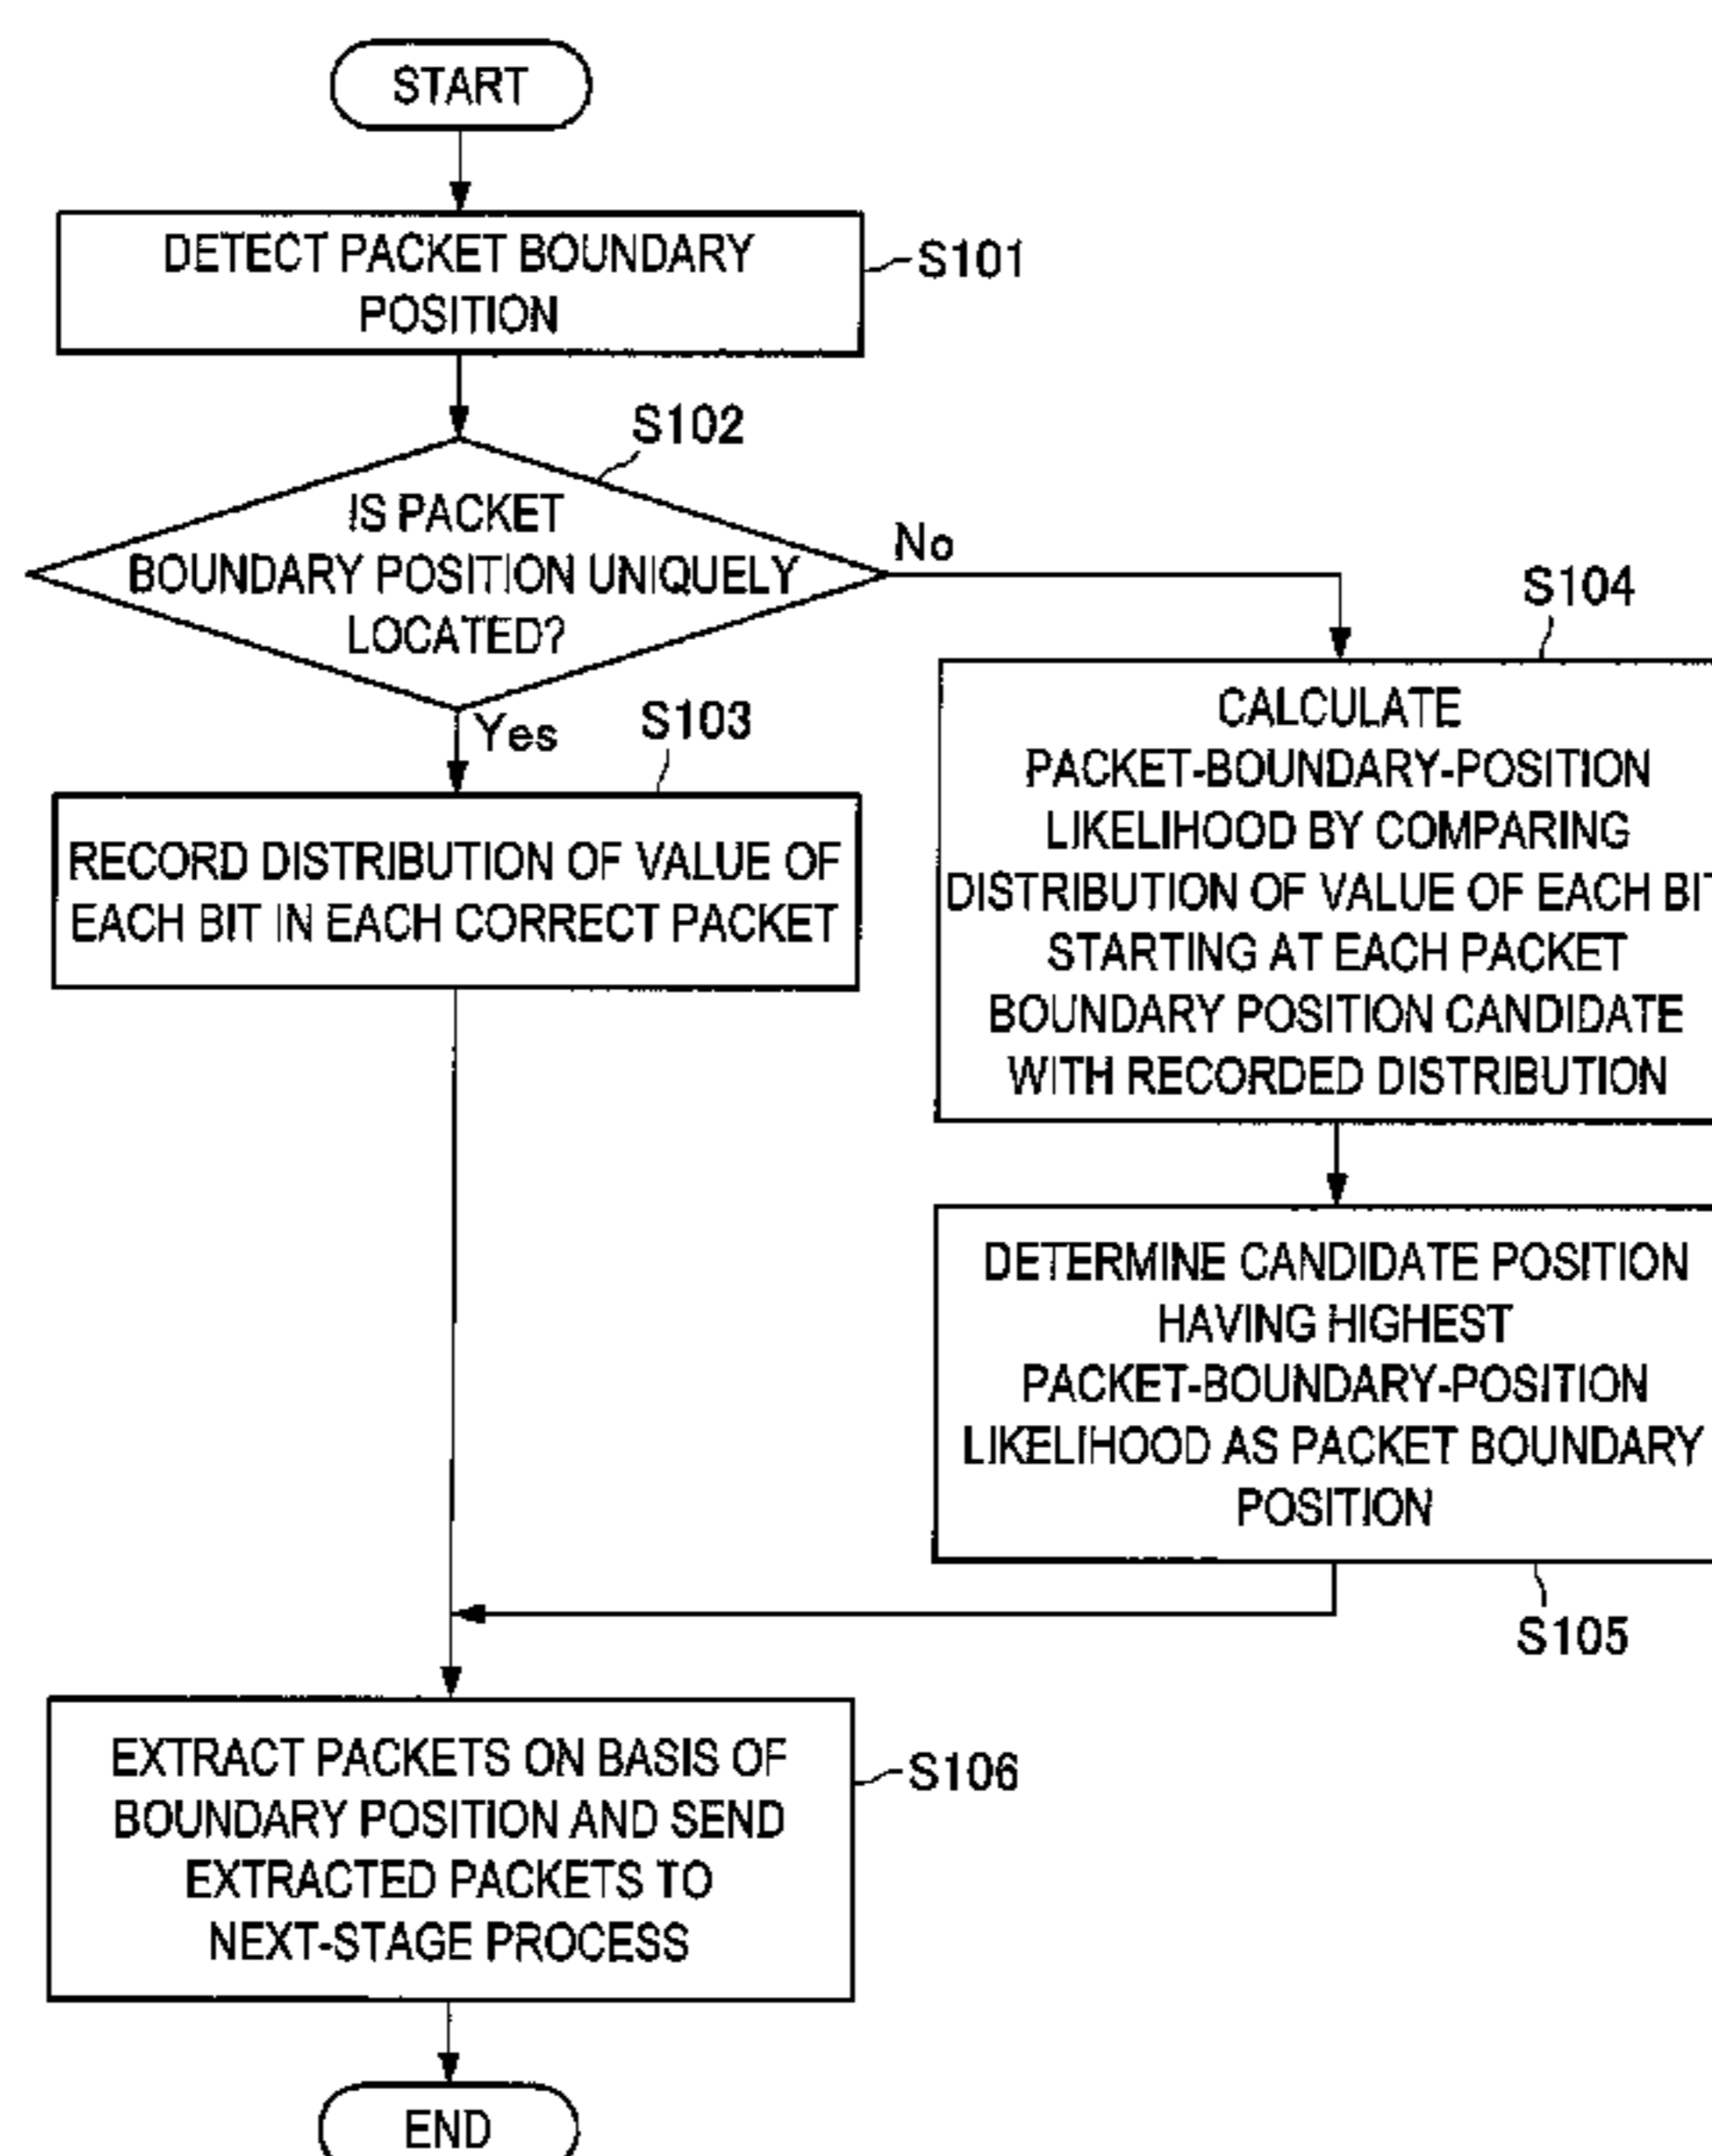 START
DETECT PACKET BOUNDARY
POSITION
S101
S102
IS PACKET
BOUNDARY POSITION UNIQUELY
LOCATED?
No
Yes
S103
RECORD DISTRIBUTION OF VALUE OF
EACH BIT IN EACH CORRECT PACKET
S104
CALCULATE
PACKET-BOUNDARY-POSITION
LIKELIHOOD BY COMPARING
DISTRIBUTION OF VALUE OF EACH BIT
STARTING AT EACH PACKET
BOUNDARY POSITION CANDIDATE
WITH RECORDED DISTRIBUTION
DETERMINE CANDIDATE POSITION
HAVING HIGHEST
PACKET-BOUNDARY-POSITION
LIKELIHOOD AS PACKET BOUNDARY
POSITION
S105
EXTRACT PACKETS ON BASIS OF
BOUNDARY POSITION AND SEND
EXTRACTED PACKETS TO
NEXT-STAGE PROCESS
S106
END